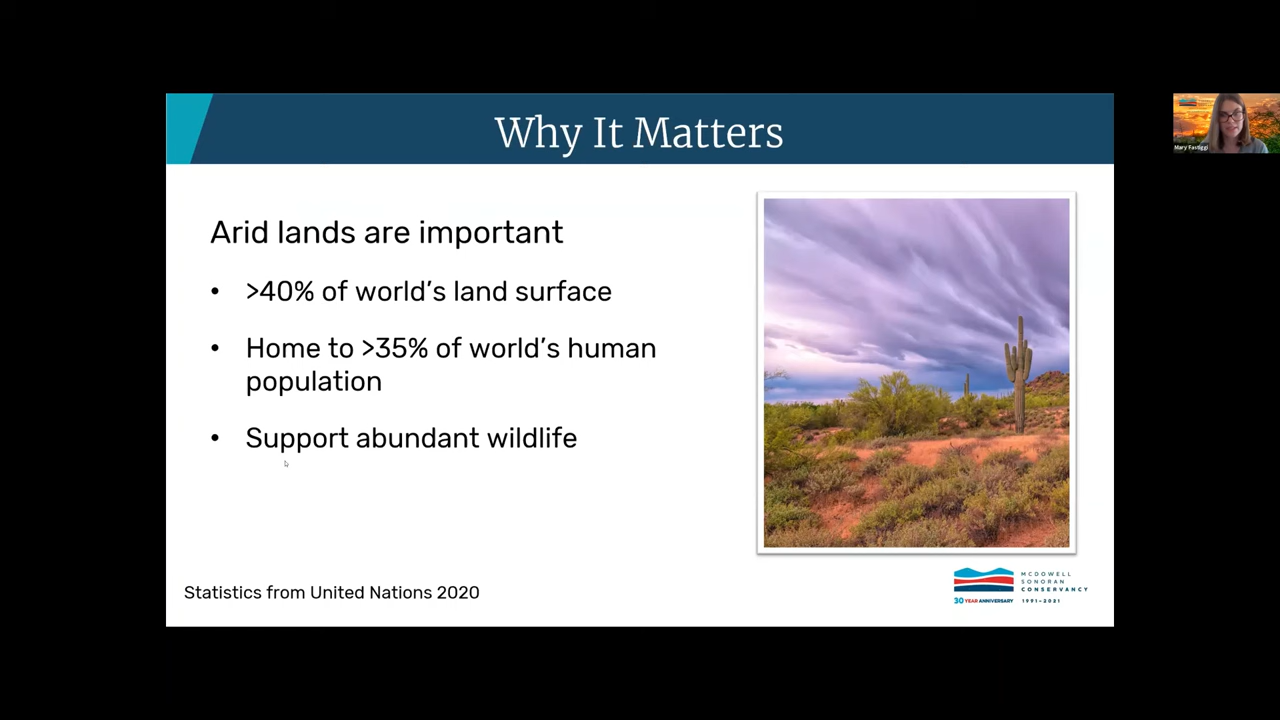 Why It Matters
Mary Fastiggi
Arid lands are important
• >40% of world's land surface
• Home to >35% of world's human
population
• Support abundant wildlife
Statistics from United Nations 2020
MCDOWELL
SONORAN
CONSERVANCY
30 YEAR ANNIVERSARY 1991-2021